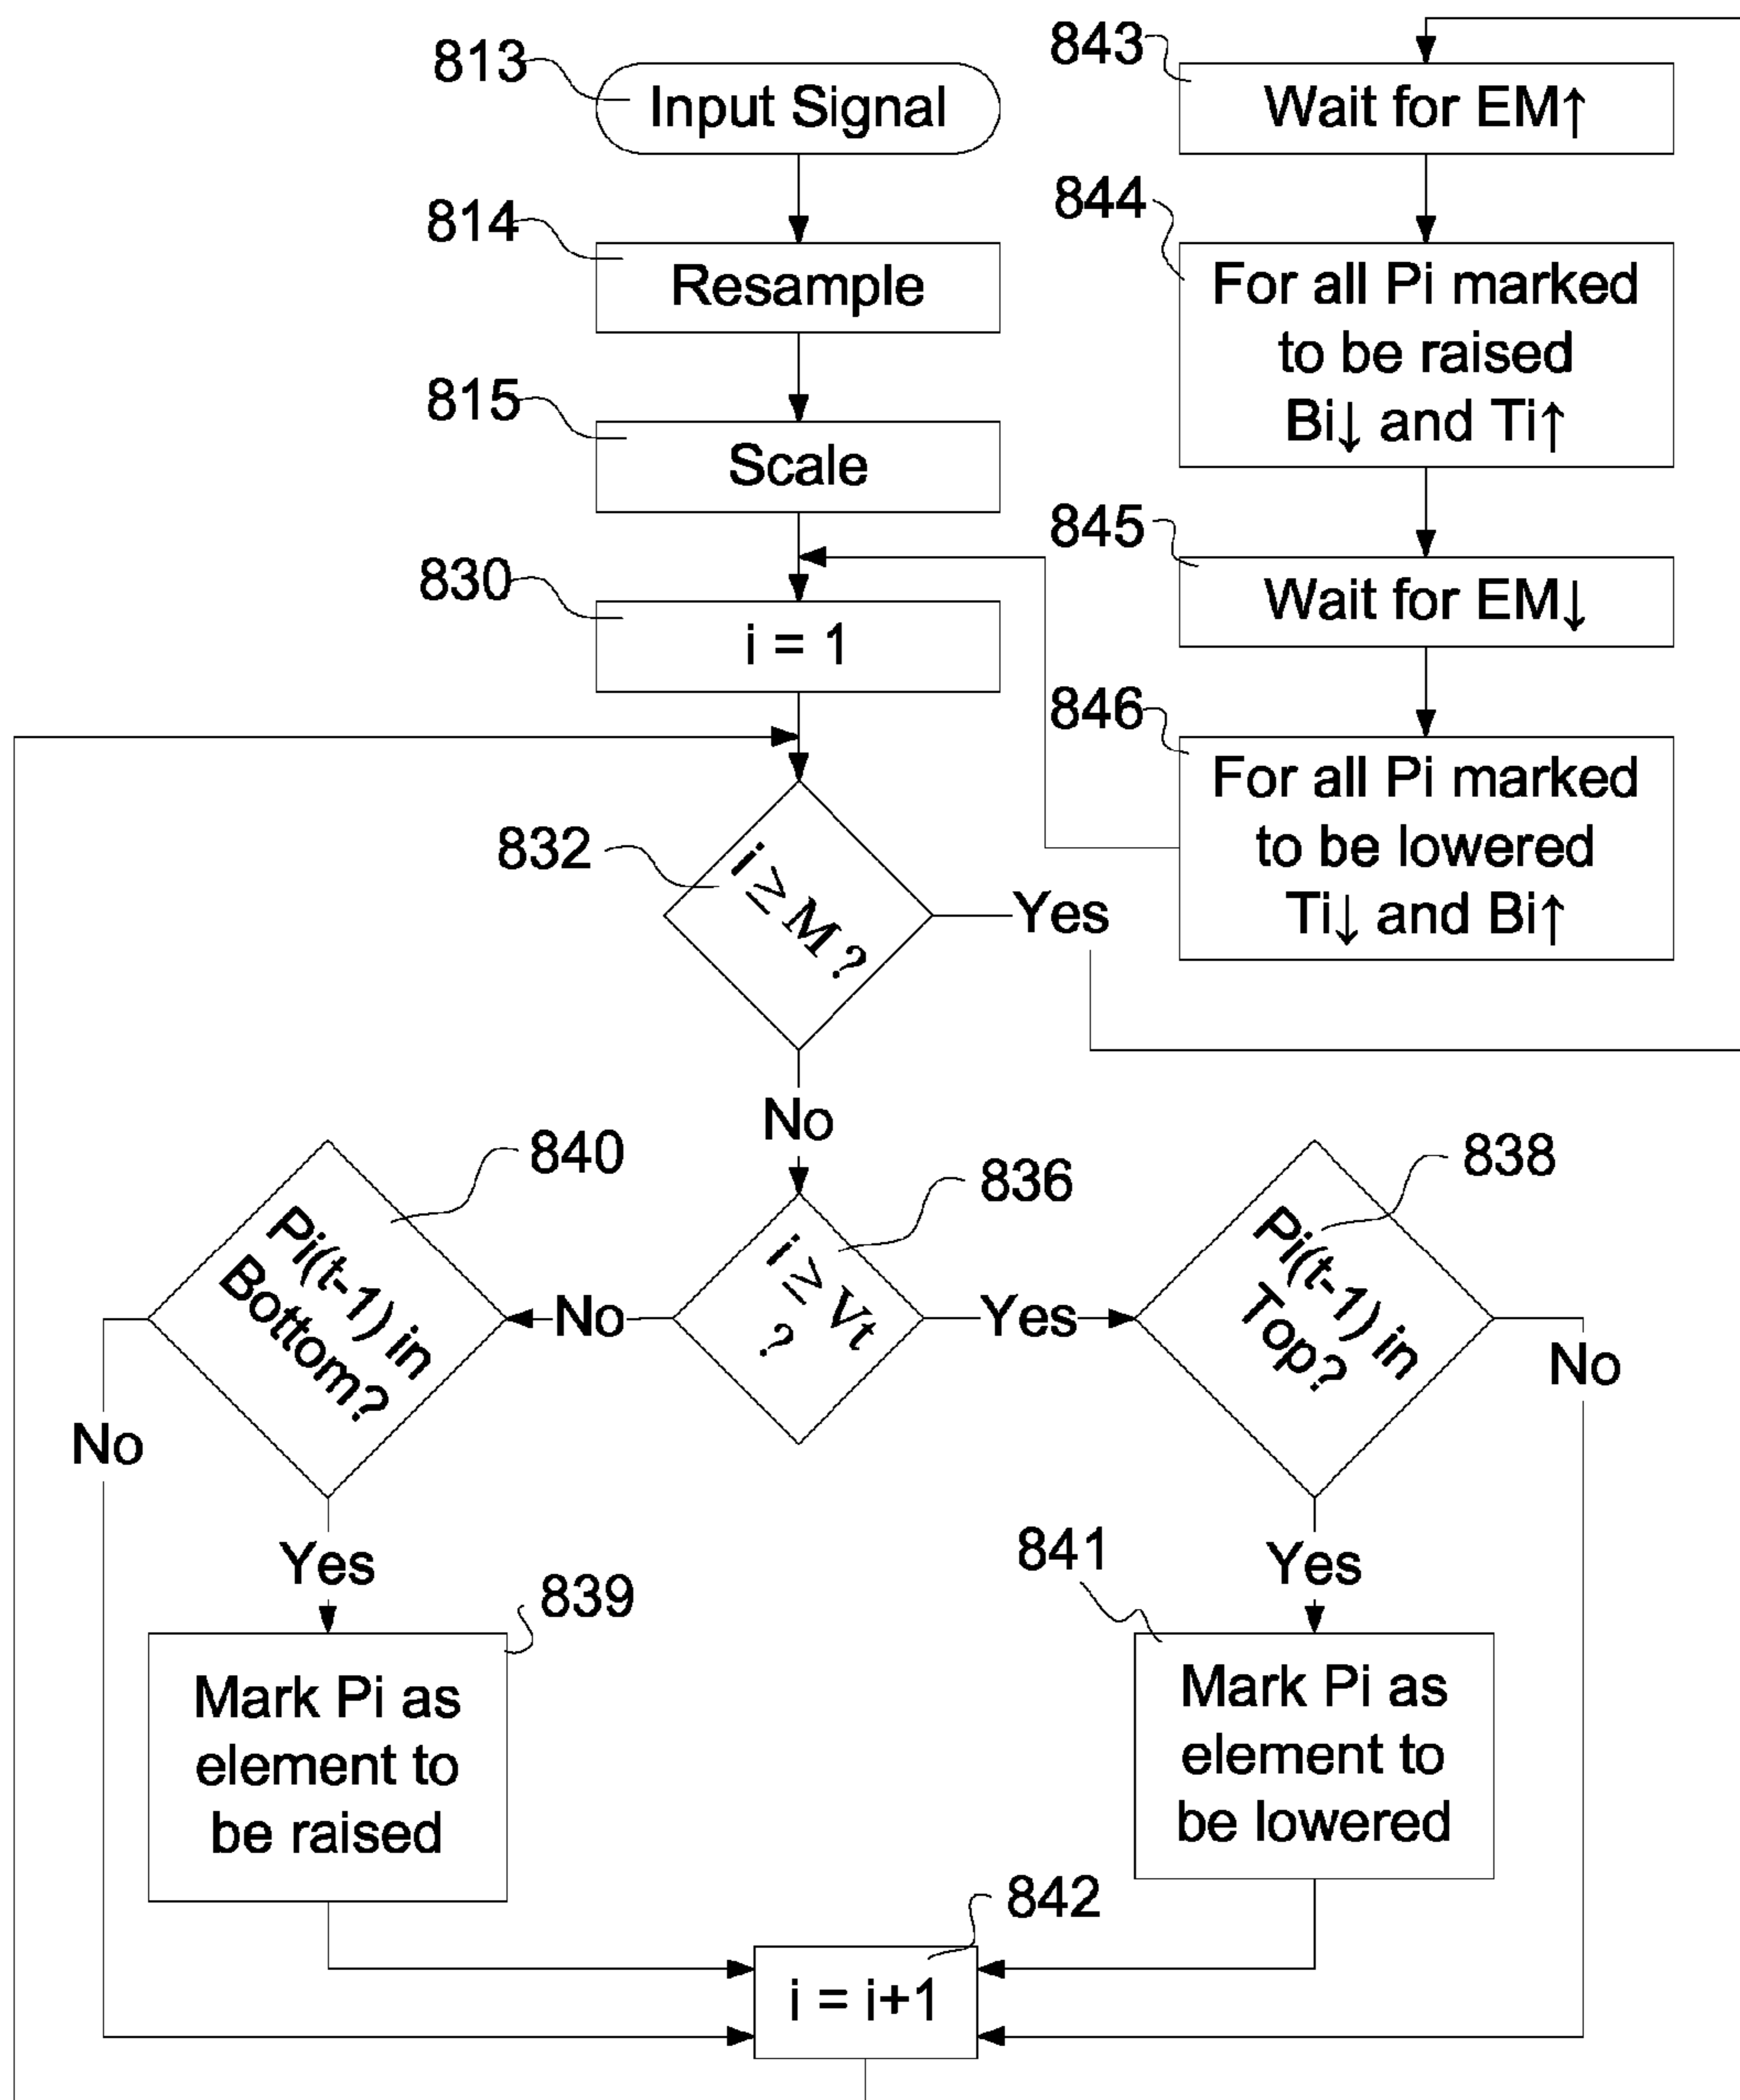 813
Input Signal
814
Resample
815
Scale
830
i = 1
832
i ≥ M ?
Yes
No
836
i ≥ Vt
?
No
Yes
840
Pi(t-1) in
Bottom?
No
Yes
839
Mark Pi as
element to
be raised
838
Pi(t-1) in
Top?
No
Yes
841
Mark Pi as
element to
be lowered
842
i = i+1
843
Wait for EM↑
844
For all Pi marked
to be raised
Bi↓ and Ti↑
845
Wait for EM↓
846
For all Pi marked
to be lowered
Ti↓ and Bi↑